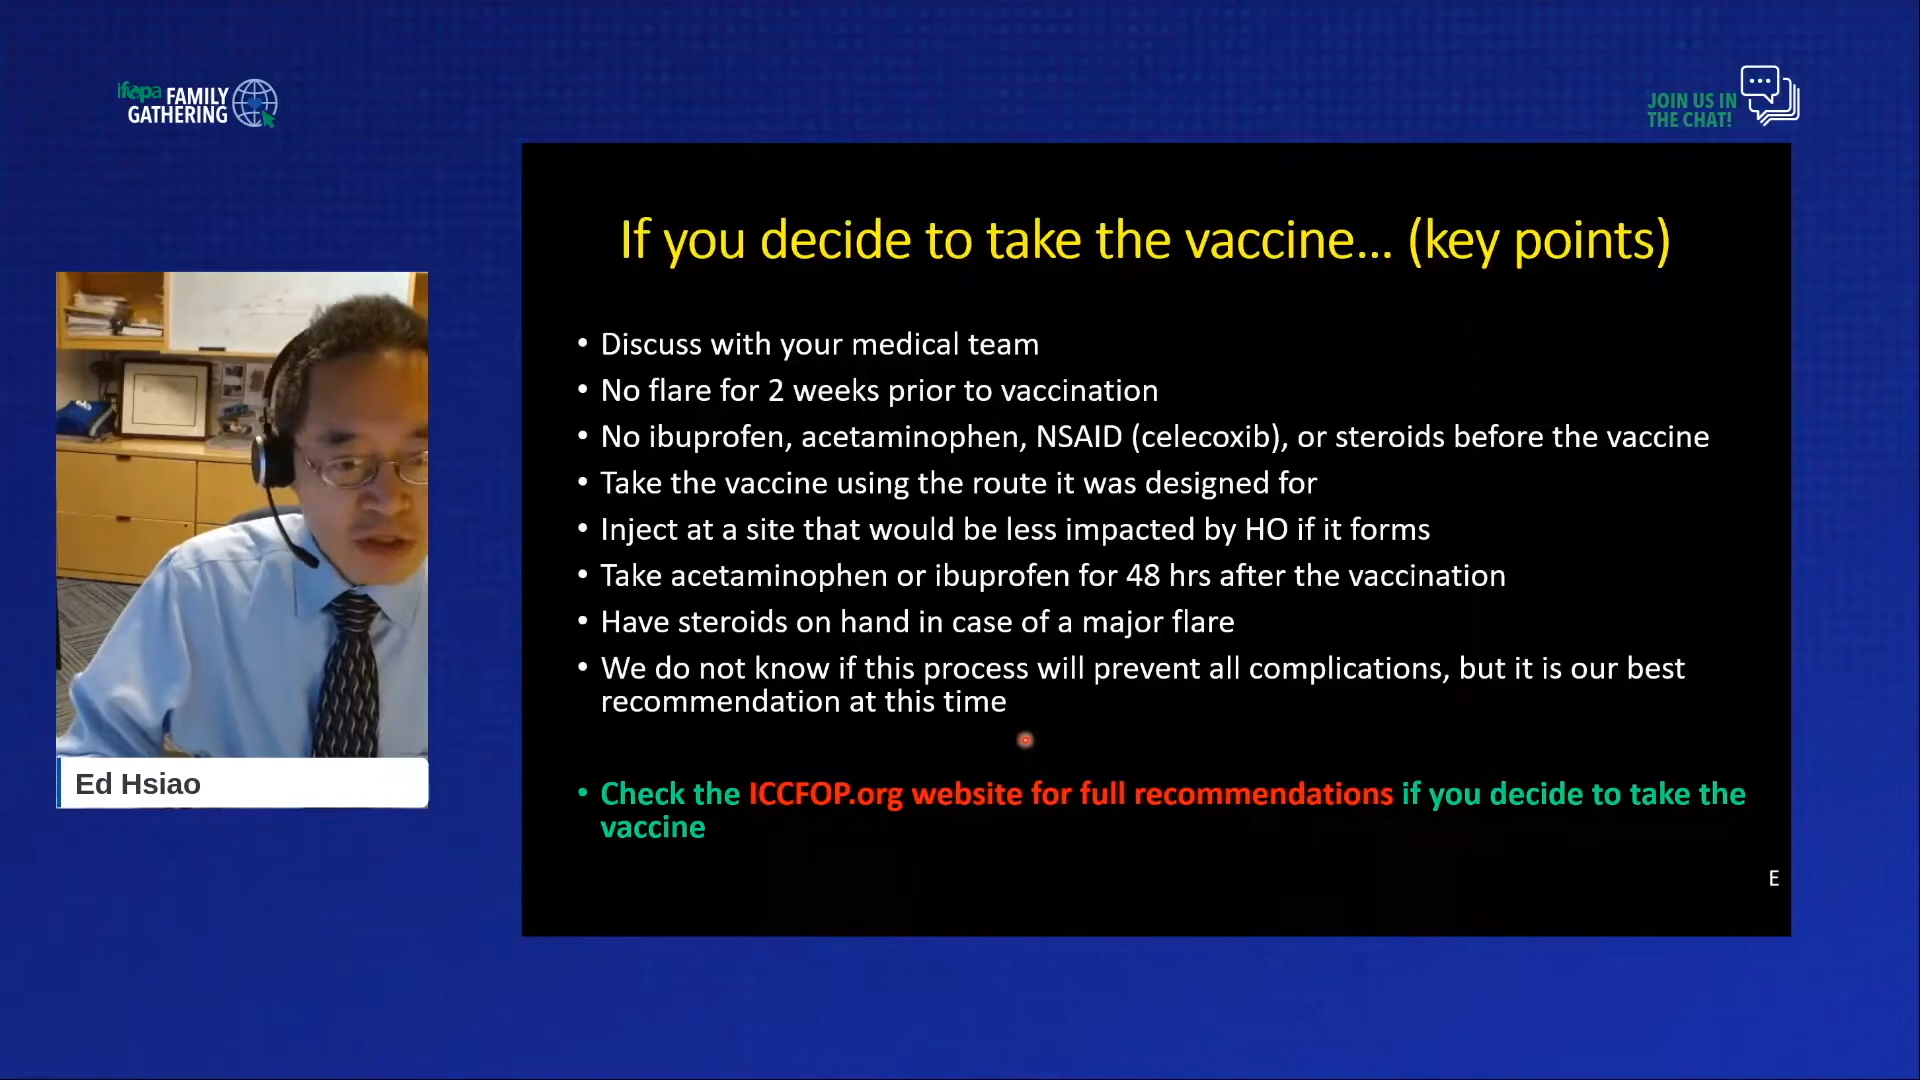 ifopa FAMILY
GATHERING
JOIN US IN
THE CHAT!
If you decide to take the vaccine... (key points)
• Discuss with your medical team
• No flare for 2 weeks prior to vaccination
• No ibuprofen, acetaminophen, NSAID (celecoxib), or steroids before the vaccine
• Take the vaccine using the route it was designed for
• Inject at a site that would be less impacted by HO if it forms
• Take acetaminophen or ibuprofen for 48 hrs after the vaccination
• Have steroids on hand in case of a major flare
• We do not know if this process will prevent all complications, but it is our best
recommendation at this time
• Check the ICCFOP.org website for full recommendations if you decide to take the
vaccine
E
Ed Hsiao